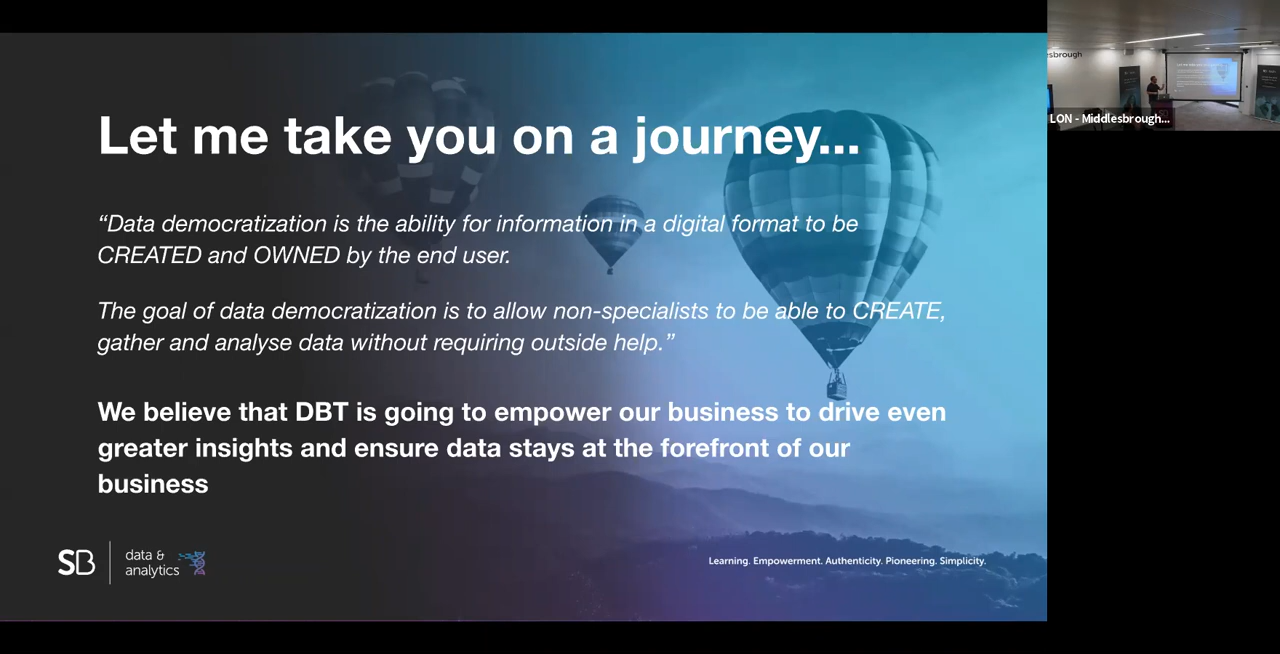 Let me take you on a journey...
“Data democratization is the ability for information in a digital format to be
CREATED and OWNED by the end user.
The goal of data democratization is to allow non-specialists to be able to CREATE,
gather and analyse data without requiring outside help.”
We believe that DBT is going to empower our business to drive even
greater insights and ensure data stays at the forefront of our
business
SB
data &
analytics
Learning. Empowerment. Authenticity. Pioneering. Simplicity.
sbrough
LON - Middlesbrough...